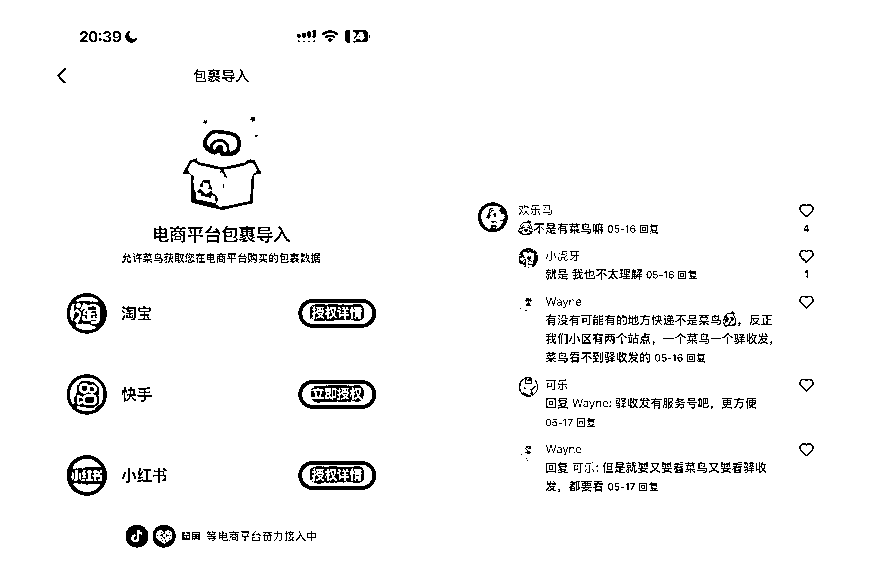 20:39
包裹导入
电商平台包裹导入
允许菜鸟获取您在电商平台购买的包裹数据
淘宝
授权详情
快手
立即授权
小红书
小红书
授权详情
等电商平台奋力接入中
欢乐马
不是有菜鸟嘛 05-16 回复
4
小虎牙
就是 我也不太理解 05-16 回复
1
Wayne
有没有可能有的地方快递不是菜鸟，反正
我们小区有两个站点，一个菜鸟一个驿收发，
菜鸟看不到驿收发的 05-16 回复
可乐
回复 Wayne: 驿收发有服务号吧，更方便
05-17 回复
Wayne
回复 可乐: 但是就要又要看菜鸟又要看驿收
发，都要看 05-17 回复